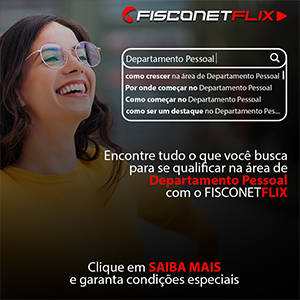 FISCONETFLIX
Departamento Pessoal
como crescer na área de Departamento Pessoal
Por onde começar no Departamento Pessoal
Como começar no Departamento Pessoal
como ser um destaque no Departamento Pes...
Encontre tudo o que você busca
para se qualificar na área de
Departamento Pessoal
com o FISCONETFLIX
Clique em SAIBA MAIS
e garanta condições especiais